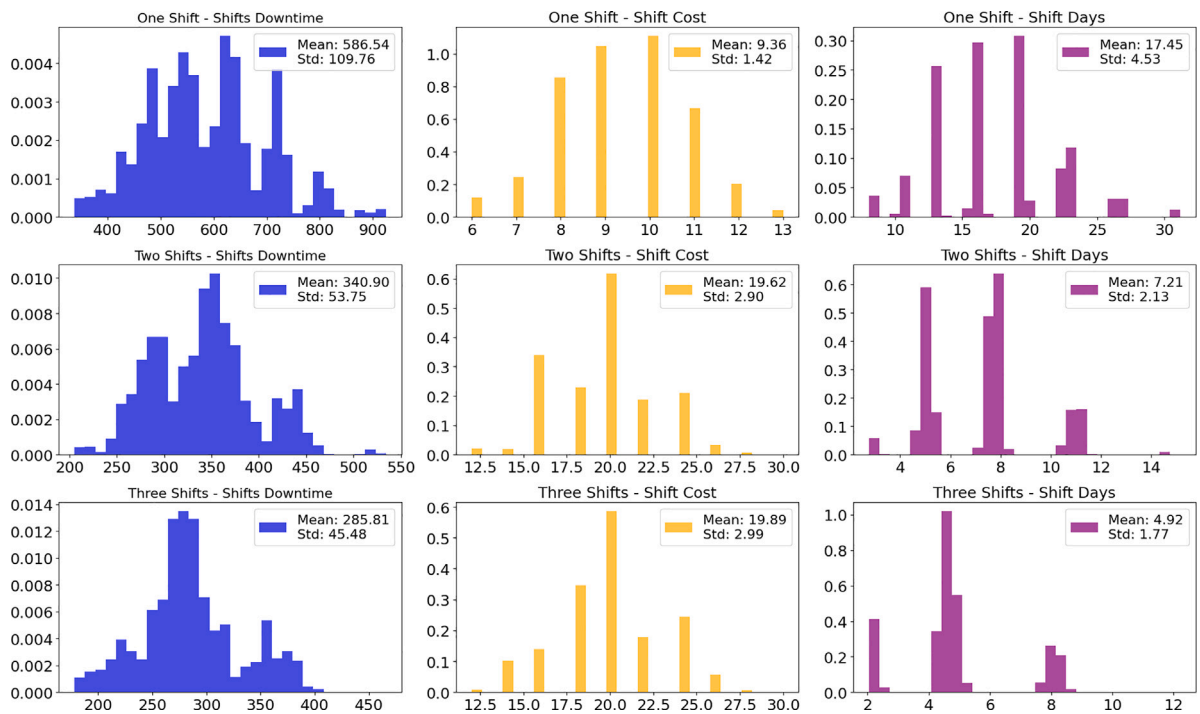 One Shift - Shifts Downtime
Mean: 586.54
Std: 109.76
0.004
0.003
0.002
0.001
0.000
400 500 600 700 800 900
One Shift - Shift Cost
Mean: 9.36
Std: 1.42
1.0
0.8
0.6
0.4
0.2
0.0
6 7 8 9 10 11 12 13
One Shift - Shift Days
Mean: 17.45
Std: 4.53
0.30
0.25
0.20
0.15
0.10
0.05
0.00
10 15 20 25 30
Two Shifts - Shifts Downtime
Mean: 340.90
Std: 53.75
0.010
0.008
0.006
0.004
0.002
0.000
200 250 300 350 400 450 500 550
Two Shifts - Shift Cost
Mean: 19.62
Std: 2.90
0.6
0.5
0.4
0.3
0.2
0.1
0.0
12.5 15.0 17.5 20.0 22.5 25.0 27.5 30.0
Two Shifts - Shift Days
Mean: 7.21
Std: 2.13
0.6
0.5
0.4
0.3
0.2
0.1
0.0
4 6 8 10 12 14
Three Shifts - Shifts Downtime
Mean: 285.81
Std: 45.48
0.014
0.012
0.010
0.008
0.006
0.004
0.002
0.000
200 250 300 350 400 450
Three Shifts - Shift Cost
Mean: 19.89
Std: 2.99
0.6
0.5
0.4
0.3
0.2
0.1
0.0
12.5 15.0 17.5 20.0 22.5 25.0 27.5 30.0
Three Shifts - Shift Days
Mean: 4.92
Std: 1.77
1.0
0.8
0.6
0.4
0.2
0.0
2 4 6 8 10 12